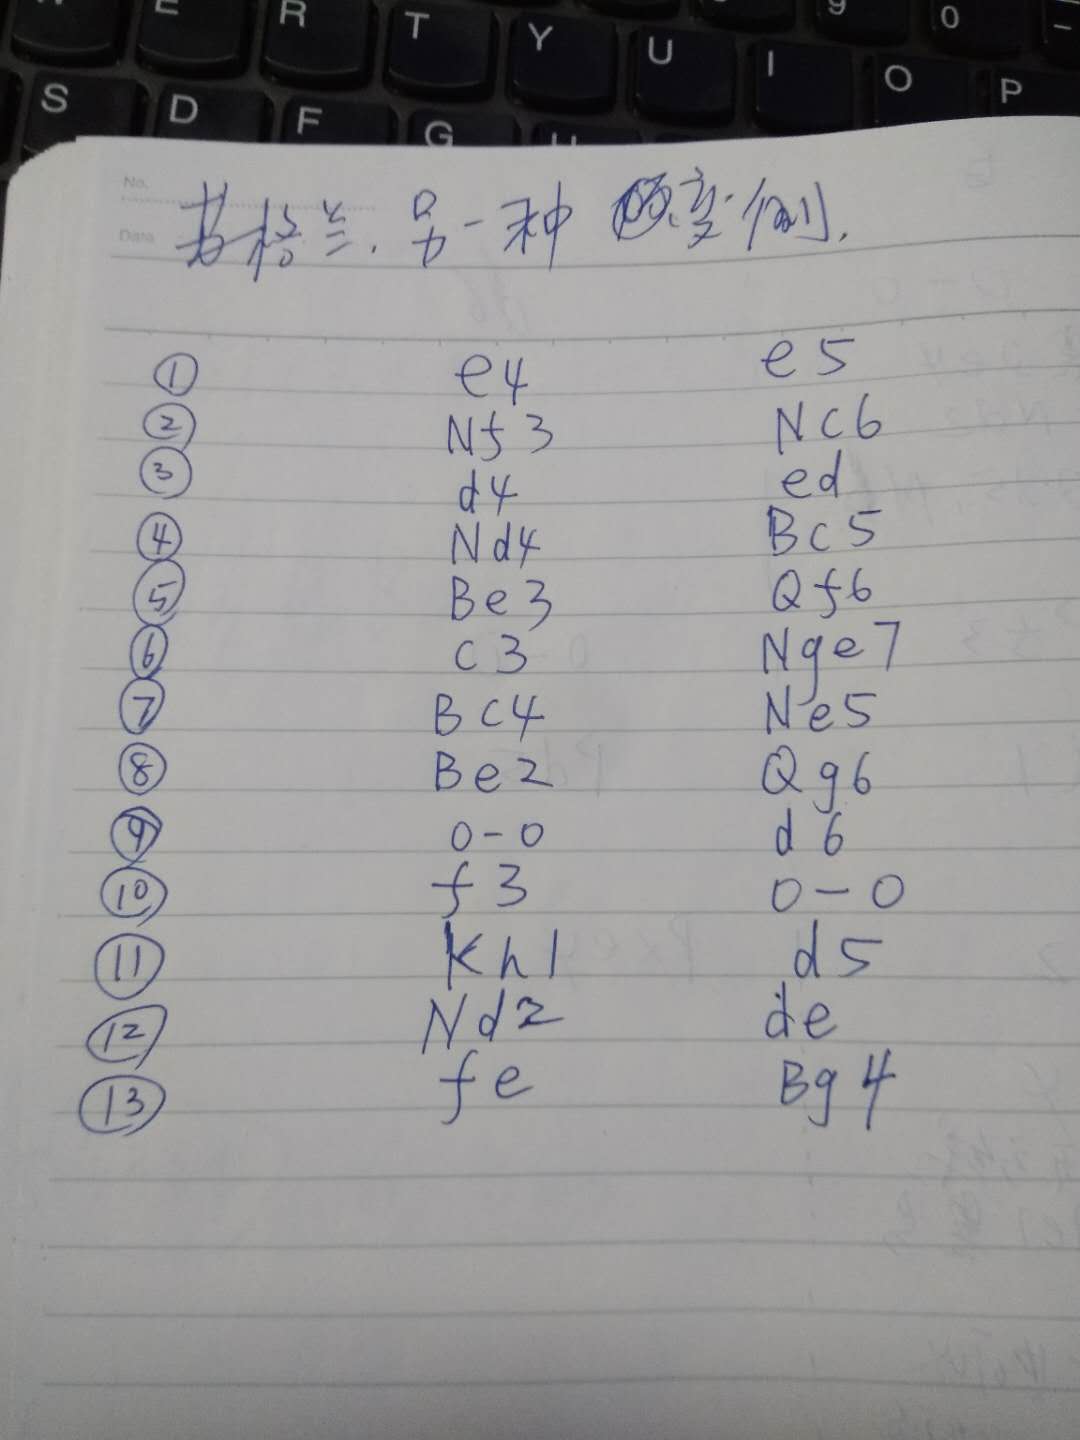 W E R T Y U I 9 0 O P -
S D F G H
No.
Data
苏格兰.另一种变例.
① e4 e5
② Nf3 Nc6
③ d4 ed
④ Nd4 Bc5
⑤ Be3 Qf6
⑥ c3 Nge7
⑦ Bc4 Ne5
⑧ Be2 Qg6
⑨ 0-0 d6
⑩ f3 0-0
⑪ Kh1 d5
⑫ Nd2 de
⑬ fe Bg4